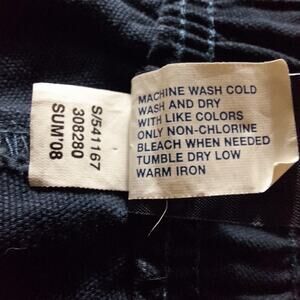 S/541167
308280
SUM'08
MACHINE WASH COLD
WASH AND DRY
WITH LIKE COLORS
ONLY NON-CHLORINE
BLEACH WHEN NEEDED
TUMBLE DRY LOW
WARM IRON